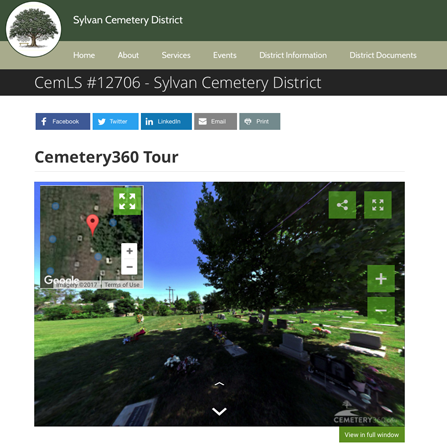 Sylvan Cemetery District
Home About Services Events District Information District Documents
CemLS #12706 - Sylvan Cemetery District
Facebook Twitter LinkedIn Email Print
Cemetery360 Tour
Google
Imagery ©2017 Terms of Use
CEMETERY
View in full window